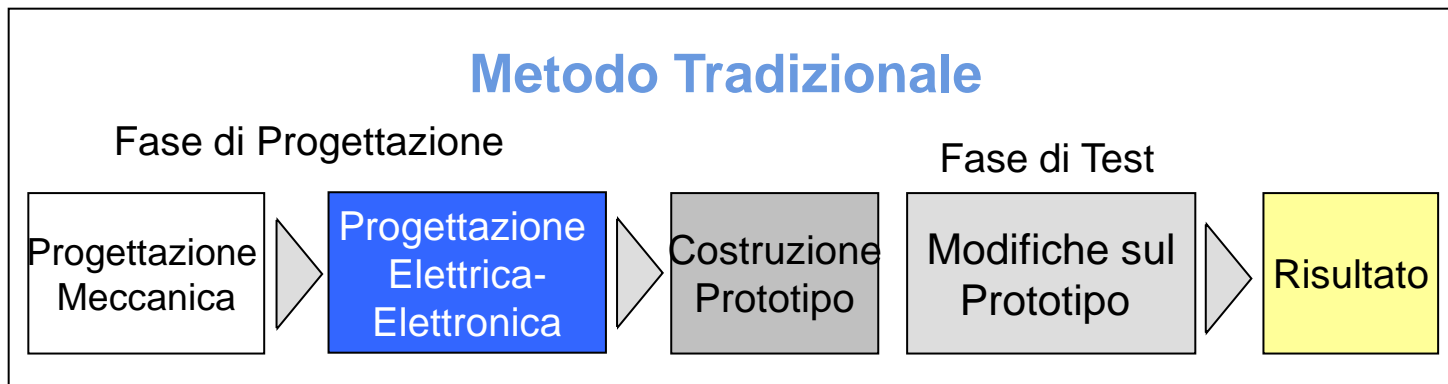 Metodo Tradizionale
Fase di Progettazione
Fase di Test
Progettazione
Meccanica
Progettazione
Elettrica-
Elettronica
Costruzione
Prototipo
Modifiche sul
Prototipo
Risultato